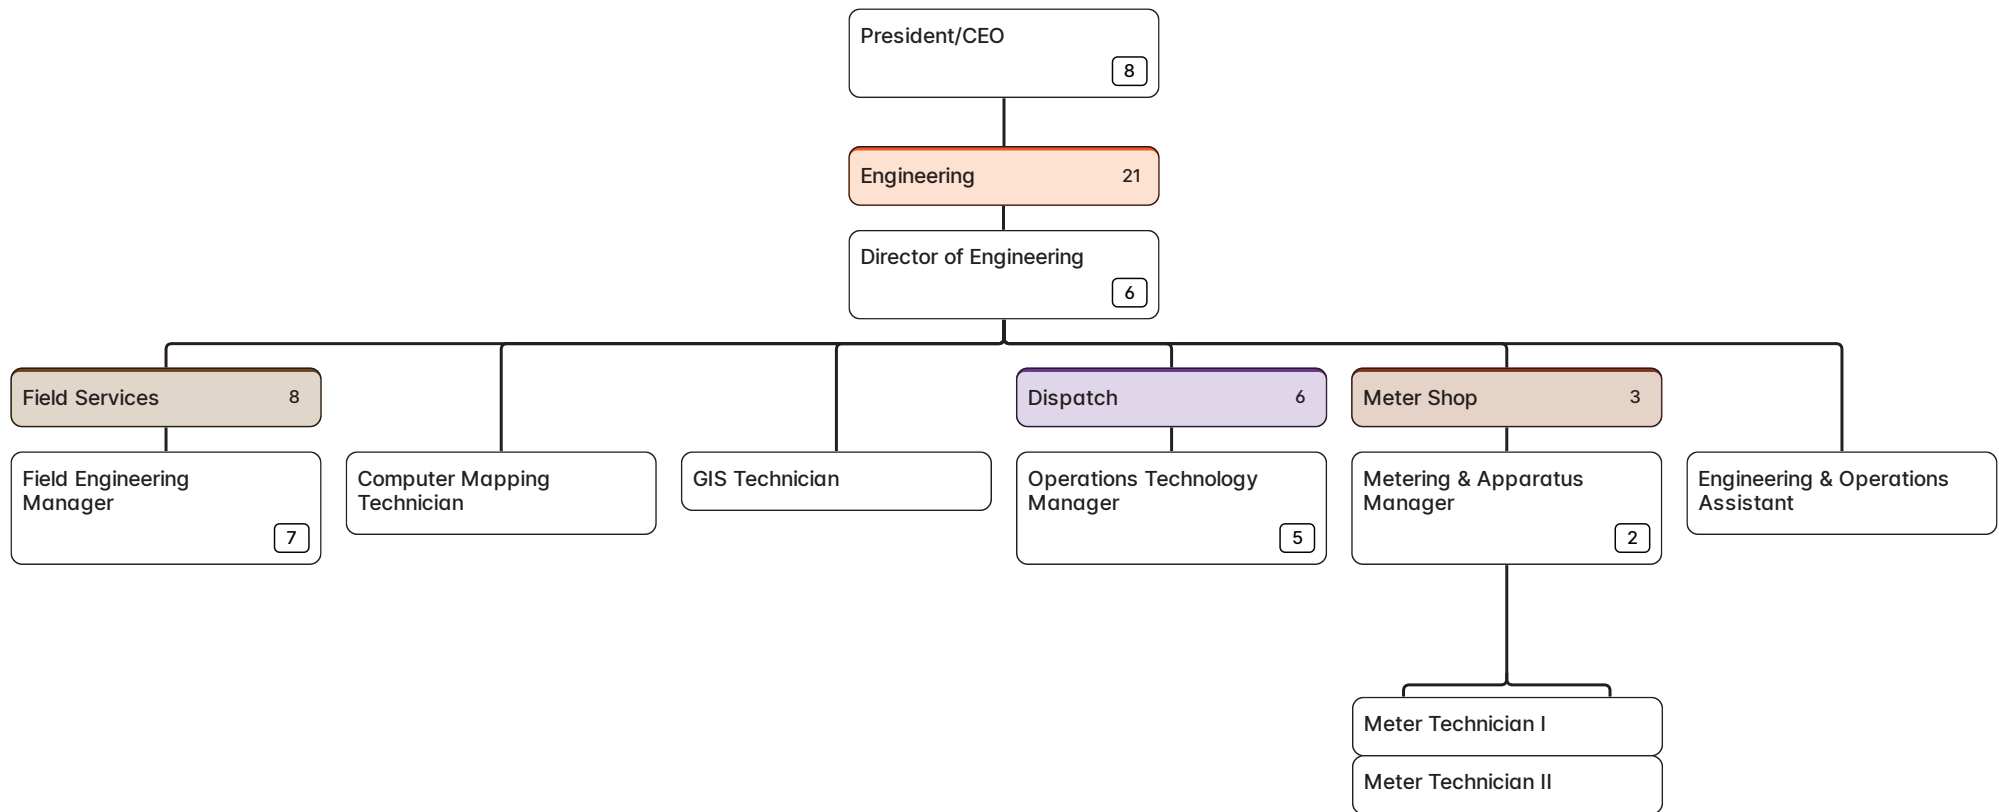 President/CEO
8
Engineering 21
Director of Engineering
6
Field Services 8
Dispatch 6
Meter Shop 3
Field Engineering
Manager
7
Computer Mapping
Technician
GIS Technician
Operations Technology
Manager
5
Metering & Apparatus
Manager
2
Engineering & Operations
Assistant
Meter Technician I
Meter Technician II